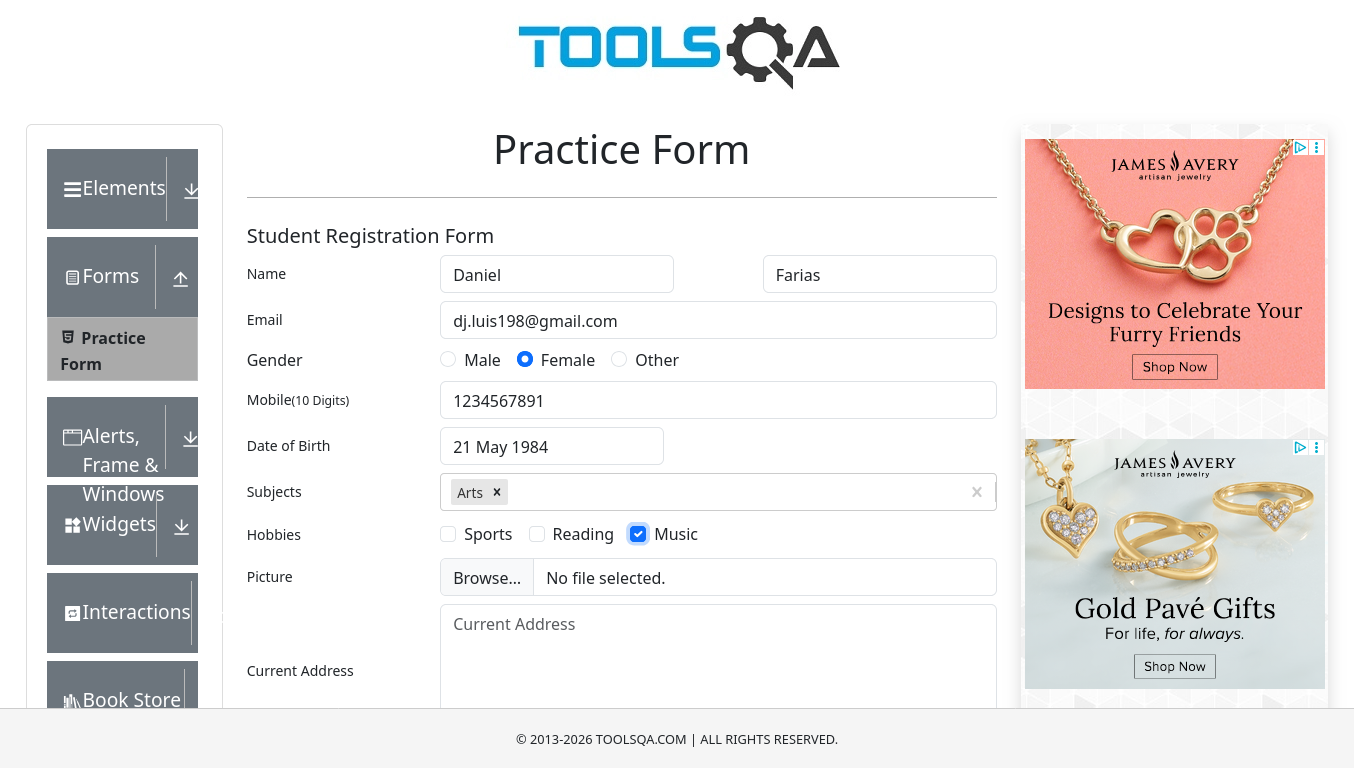 TOOLSQA
Elements
Forms
Practice
Form
Alerts,
Frame &
Windows
Widgets
Interactions
Book Store
Practice Form
Student Registration Form
Name
Daniel
Farias
Email
dj.luis198@gmail.com
Gender
Male
Female
Other
Mobile(10 Digits)
1234567891
Date of Birth
21 May 1984
Subjects
Arts
Hobbies
Sports
Reading
Music
Picture
Browse...
No file selected.
Current Address
Current Address
JAMES AVERY
artisan jewelry
Designs to Celebrate Your
Furry Friends
Shop Now
JAMES AVERY
artisan jewelry
Gold Pavé Gifts
For life, for always.
Shop Now
© 2013-2026 TOOLSQA.COM | ALL RIGHTS RESERVED.